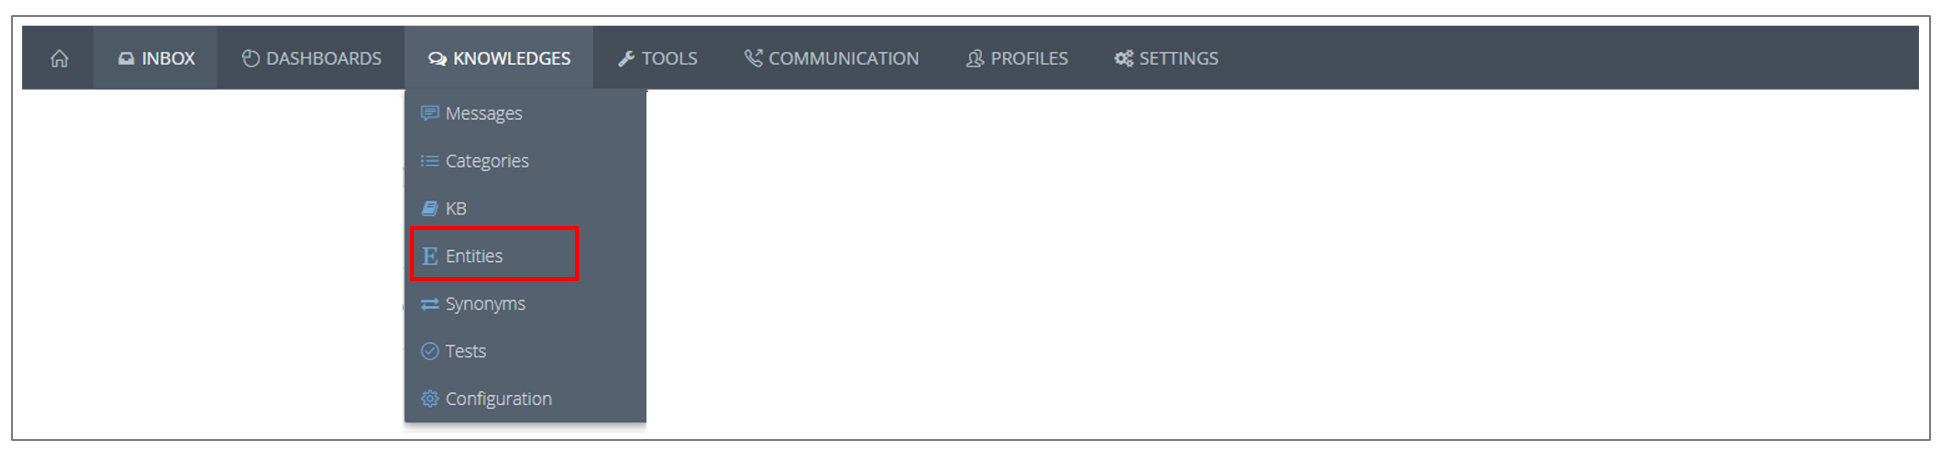 INBOX DASHBOARDS KNOWLEDGES TOOLS COMMUNICATION PROFILES SETTINGS
Messages
Categories
KB
E Entities
Synonyms
Tests
Configuration